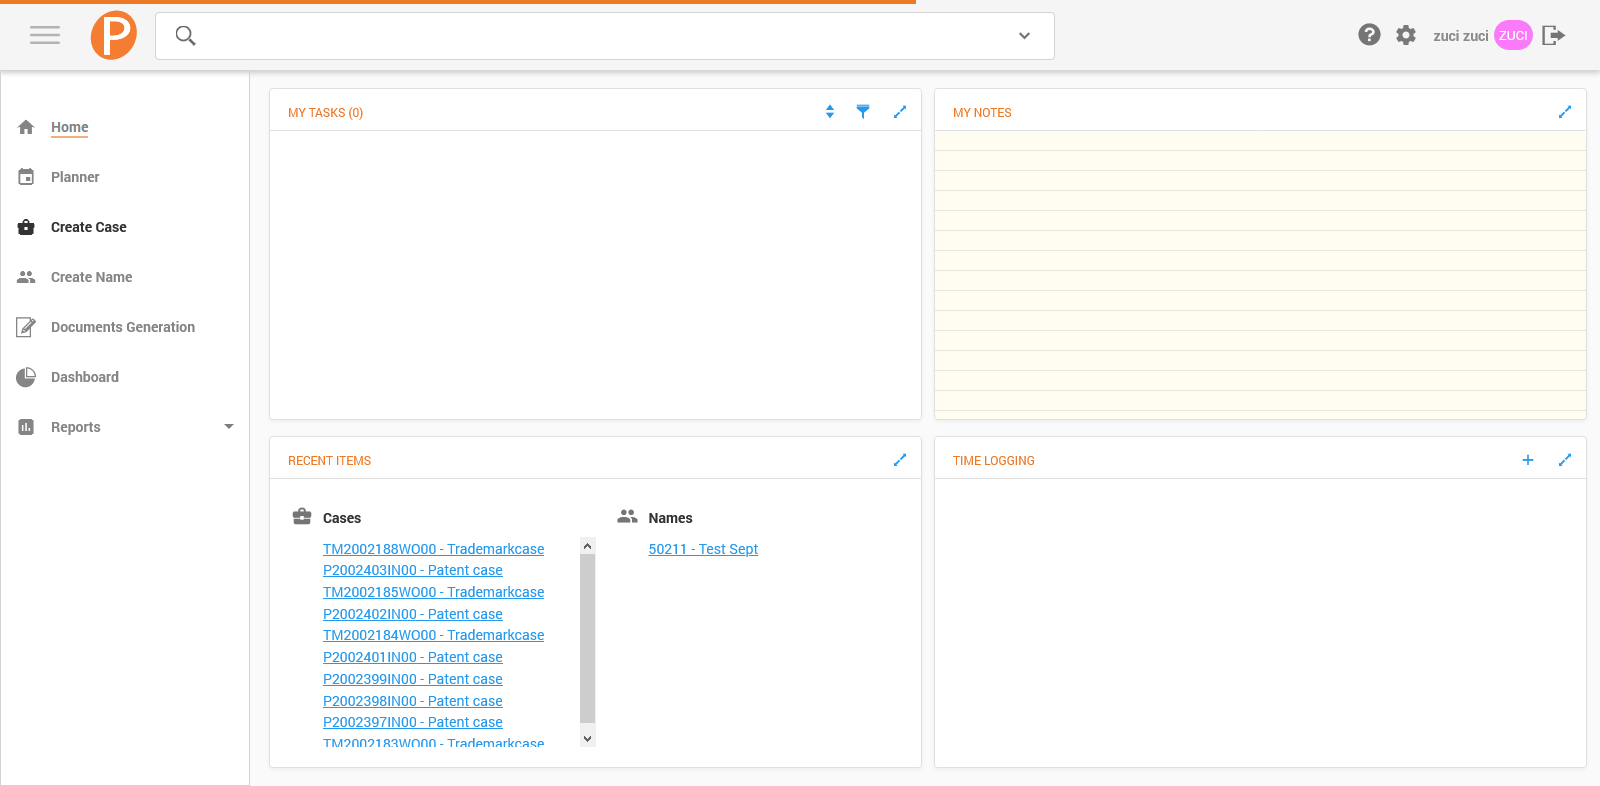 P
zuci zuci
ZUCI
Home
Planner
Create Case
Create Name
Documents Generation
Dashboard
Reports
MY TASKS (0)
MY NOTES
RECENT ITEMS
Cases
TM2002188WO00 - Trademarkcase
P2002403IN00 - Patent case
TM2002185WO00 - Trademarkcase
P2002402IN00 - Patent case
TM2002184WO00 - Trademarkcase
P2002401IN00 - Patent case
P2002399IN00 - Patent case
P2002398IN00 - Patent case
P2002397IN00 - Patent case
TM2002183WO00 - Trademarkcase
Names
50211 - Test Sept
TIME LOGGING